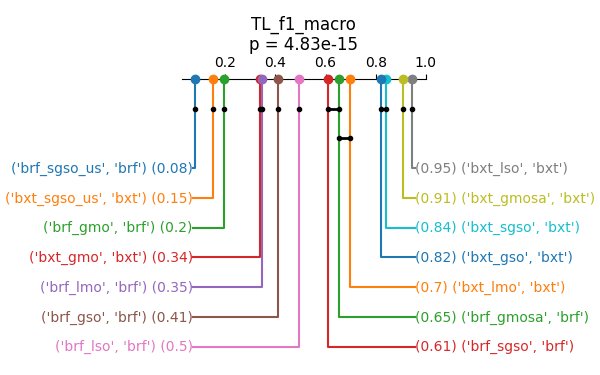 TL_f1_macro
p = 4.83e-15
0.2 0.4 0.6 0.8 1.0
('brf_sgso_us', 'brf') (0.08) (0.95) ('bxt_lso', 'bxt')
('bxt_sgso_us', 'bxt') (0.15) (0.91) ('bxt_gmosa', 'bxt')
('brf_gmo', 'brf') (0.2) (0.84) ('bxt_sgso', 'bxt')
('bxt_gmo', 'bxt') (0.34) (0.82) ('bxt_gso', 'bxt')
('brf_lmo', 'brf') (0.35) (0.7) ('bxt_lmo', 'bxt')
('brf_gso', 'brf') (0.41) (0.65) ('brf_gmosa', 'brf')
('brf_lso', 'brf') (0.5) (0.61) ('brf_sgso', 'brf')